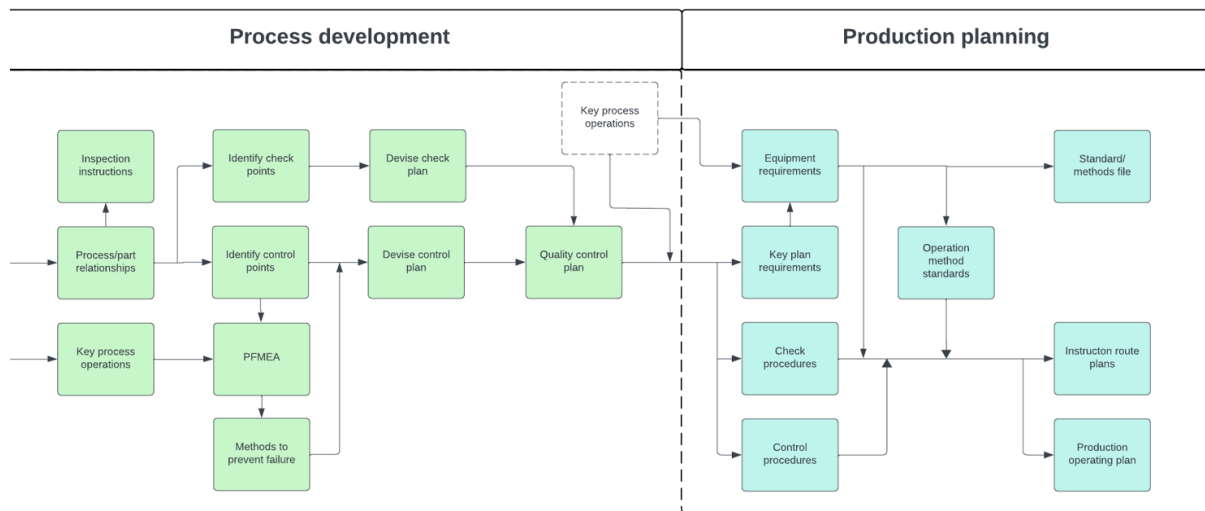 Process development
Production planning
Key process
operations
Inspection
instructions
Identify check
points
Devise check
plan
Equipment
requirements
Standard/
methods file
Process/part
relationships
Identify control
points
Devise control
plan
Quality control
plan
Key plan
requirements
Operation
method
standards
Key process
operations
PFMEA
Check
procedures
Instructon route
plans
Methods to
prevent failure
Control
procedures
Production
operating plan